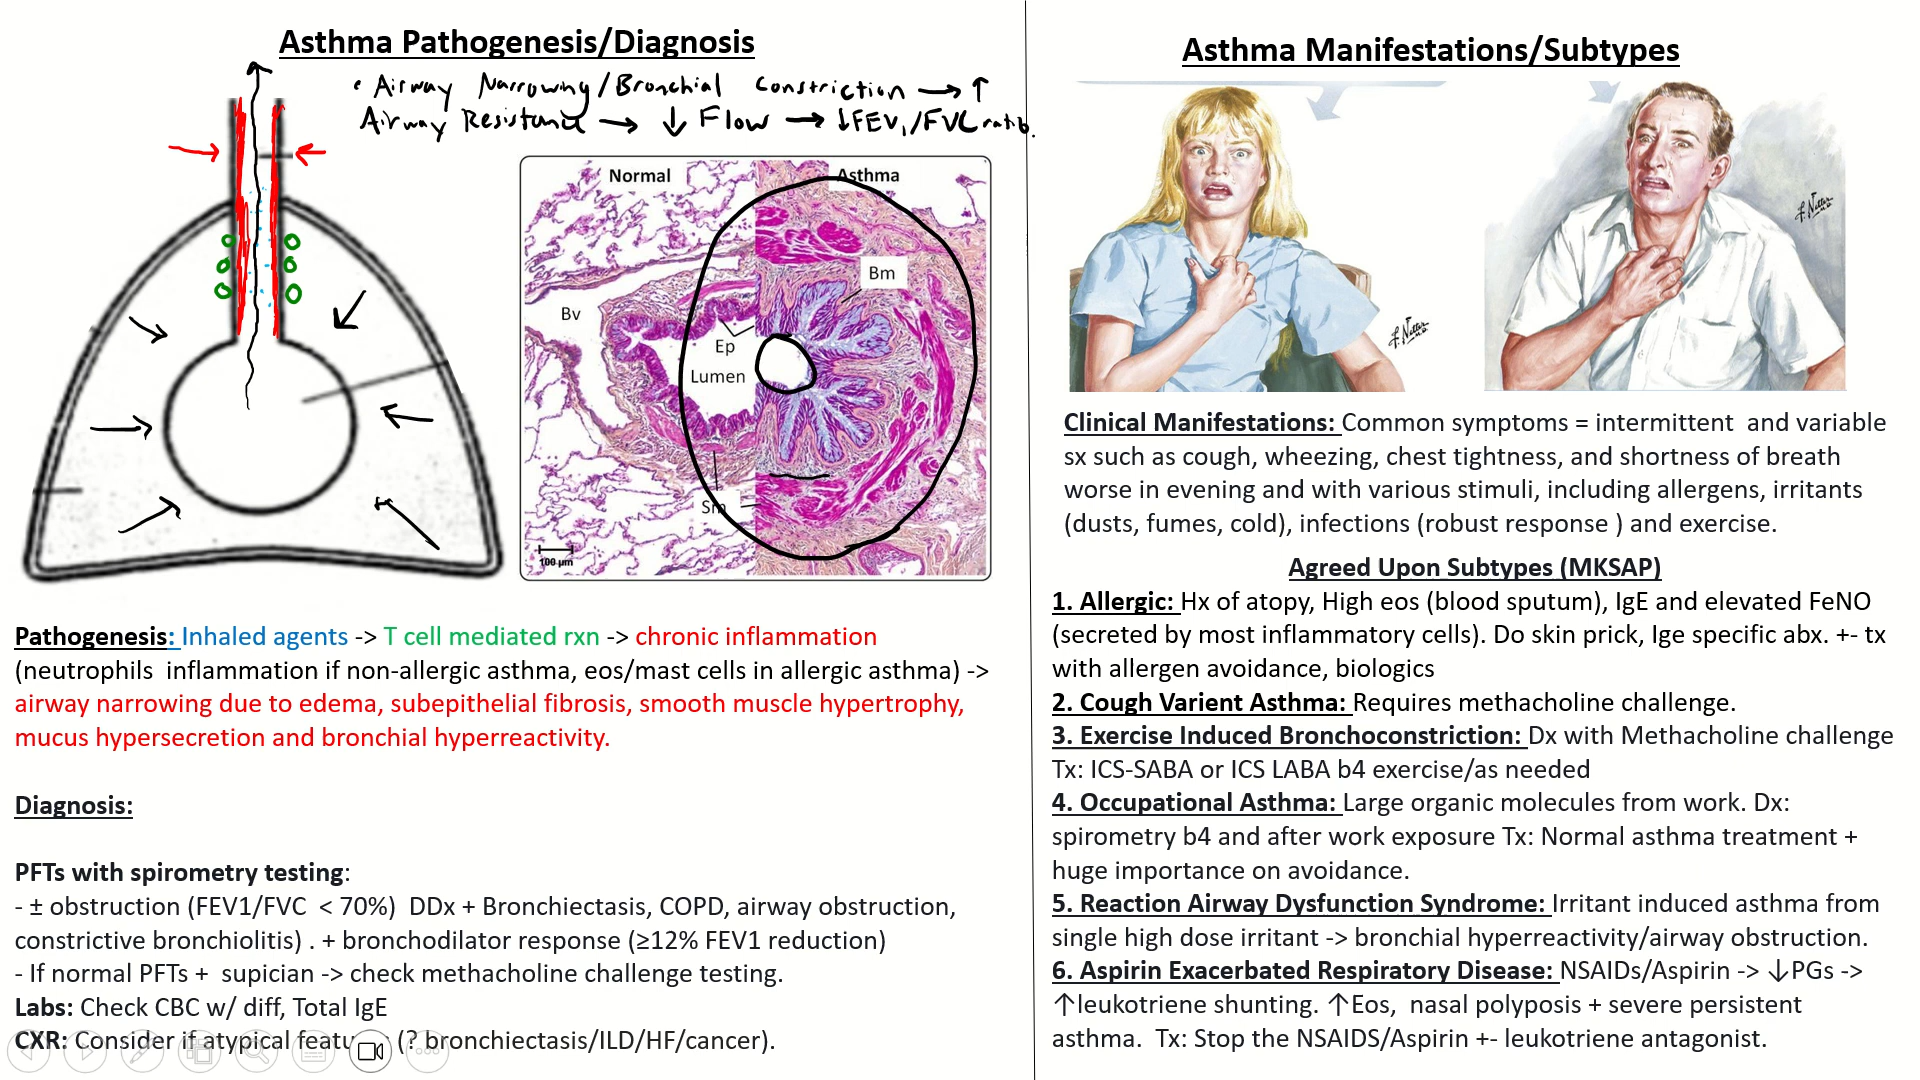 Asthma Pathogenesis/Diagnosis
• Airway Narrowing/Bronchial Constriction → ↑
Airway Resistance → ↓ Flow → ↓FEV₁/FVC ratio.
Normal
Asthma
Bm
Bv
Ep
Lumen
Sm
100 µm
Pathogenesis: Inhaled agents -> T cell mediated rxn -> chronic inflammation
(neutrophils  inflammation if non-allergic asthma, eos/mast cells in allergic asthma) ->
airway narrowing due to edema, subepithelial fibrosis, smooth muscle hypertrophy,
mucus hypersecretion and bronchial hyperreactivity.
Diagnosis:
PFTs with spirometry testing:
- ± obstruction (FEV1/FVC  < 70%)  DDx + Bronchiectasis, COPD, airway obstruction,
constrictive bronchiolitis) . + bronchodilator response (≥12% FEV1 reduction)
- If normal PFTs +  supician -> check methacholine challenge testing.
Labs: Check CBC w/ diff, Total IgE
CXR: Consider if atypical (? bronchiectasis/ILD/HF/cancer).
Asthma Manifestations/Subtypes
F. Netter
F. Netter
Clinical Manifestations: Common symptoms = intermittent  and variable
sx such as cough, wheezing, chest tightness, and shortness of breath
worse in evening and with various stimuli, including allergens, irritants
(dusts, fumes, cold), infections (robust response ) and exercise.
Agreed Upon Subtypes (MKSAP)
1. Allergic: Hx of atopy, High eos (blood sputum), IgE and elevated FeNO
(secreted by most inflammatory cells). Do skin prick, Ige specific abx. +- tx
with allergen avoidance, biologics
2. Cough Varient Asthma: Requires methacholine challenge.
3. Exercise Induced Bronchoconstriction: Dx with Methacholine challenge
Tx: ICS-SABA or ICS LABA b4 exercise/as needed
4. Occupational Asthma: Large organic molecules from work. Dx:
spirometry b4 and after work exposure Tx: Normal asthma treatment +
huge importance on avoidance.
5. Reaction Airway Dysfunction Syndrome: Irritant induced asthma from
single high dose irritant -> bronchial hyperreactivity/airway obstruction.
6. Aspirin Exacerbated Respiratory Disease: NSAIDs/Aspirin -> ↓PGs ->
↑leukotriene shunting. ↑Eos,  nasal polyposis + severe persistent
asthma.  Tx: Stop the NSAIDS/Aspirin +- leukotriene antagonist.